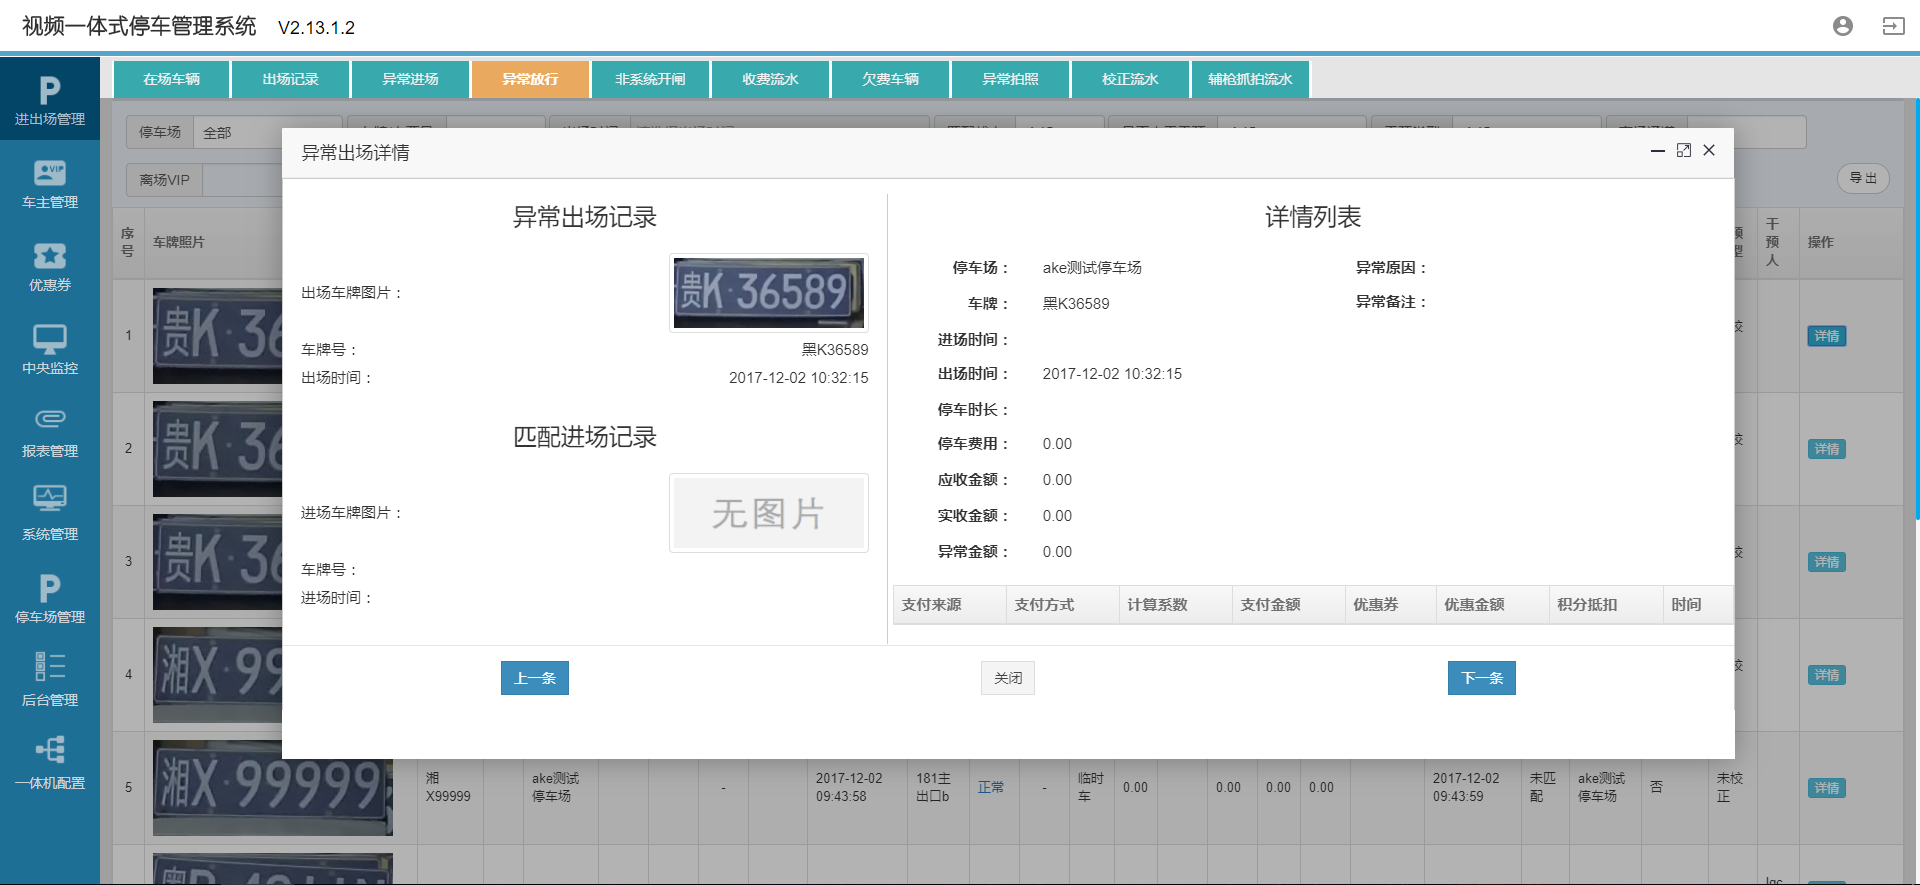 视频一体式停车管理系统 V2.13.1.2
进出场管理
车主管理
优惠券
中央监控
报表管理
系统管理
停车场管理
后台管理
一体机配置
在场车辆 出场记录 异常进场 异常放行 非系统开闸 收费流水 欠费车辆 异常拍照 校正流水 辅枪抓拍流水
停车场 全部
离场VIP 导出
序号 车牌照片 干预人 操作
1 贵K·36 详情
2 贵K·36 详情
3 贵K·36 详情
4 湘X·99 详情
5 湘X·99999 湘X99999 ake测试停车场 - 2017-12-02 09:43:58 181主出口b 正常 - 临时车 0.00 0.00 0.00 0.00 2017-12-02 09:43:59 未匹配 ake测试停车场 否 未校正 详情
异常出场详情
异常出场记录
出场车牌图片：
贵K·36589
车牌号： 黑K36589
出场时间： 2017-12-02 10:32:15
匹配进场记录
进场车牌图片：
无图片
车牌号：
进场时间：
详情列表
停车场： ake测试停车场 异常原因：
车牌： 黑K36589 异常备注：
进场时间：
出场时间： 2017-12-02 10:32:15
停车时长：
停车费用： 0.00
应收金额： 0.00
实收金额： 0.00
异常金额： 0.00
支付来源 支付方式 计算系数 支付金额 优惠券 优惠金额 积分抵扣 时间
上一条 关闭 下一条